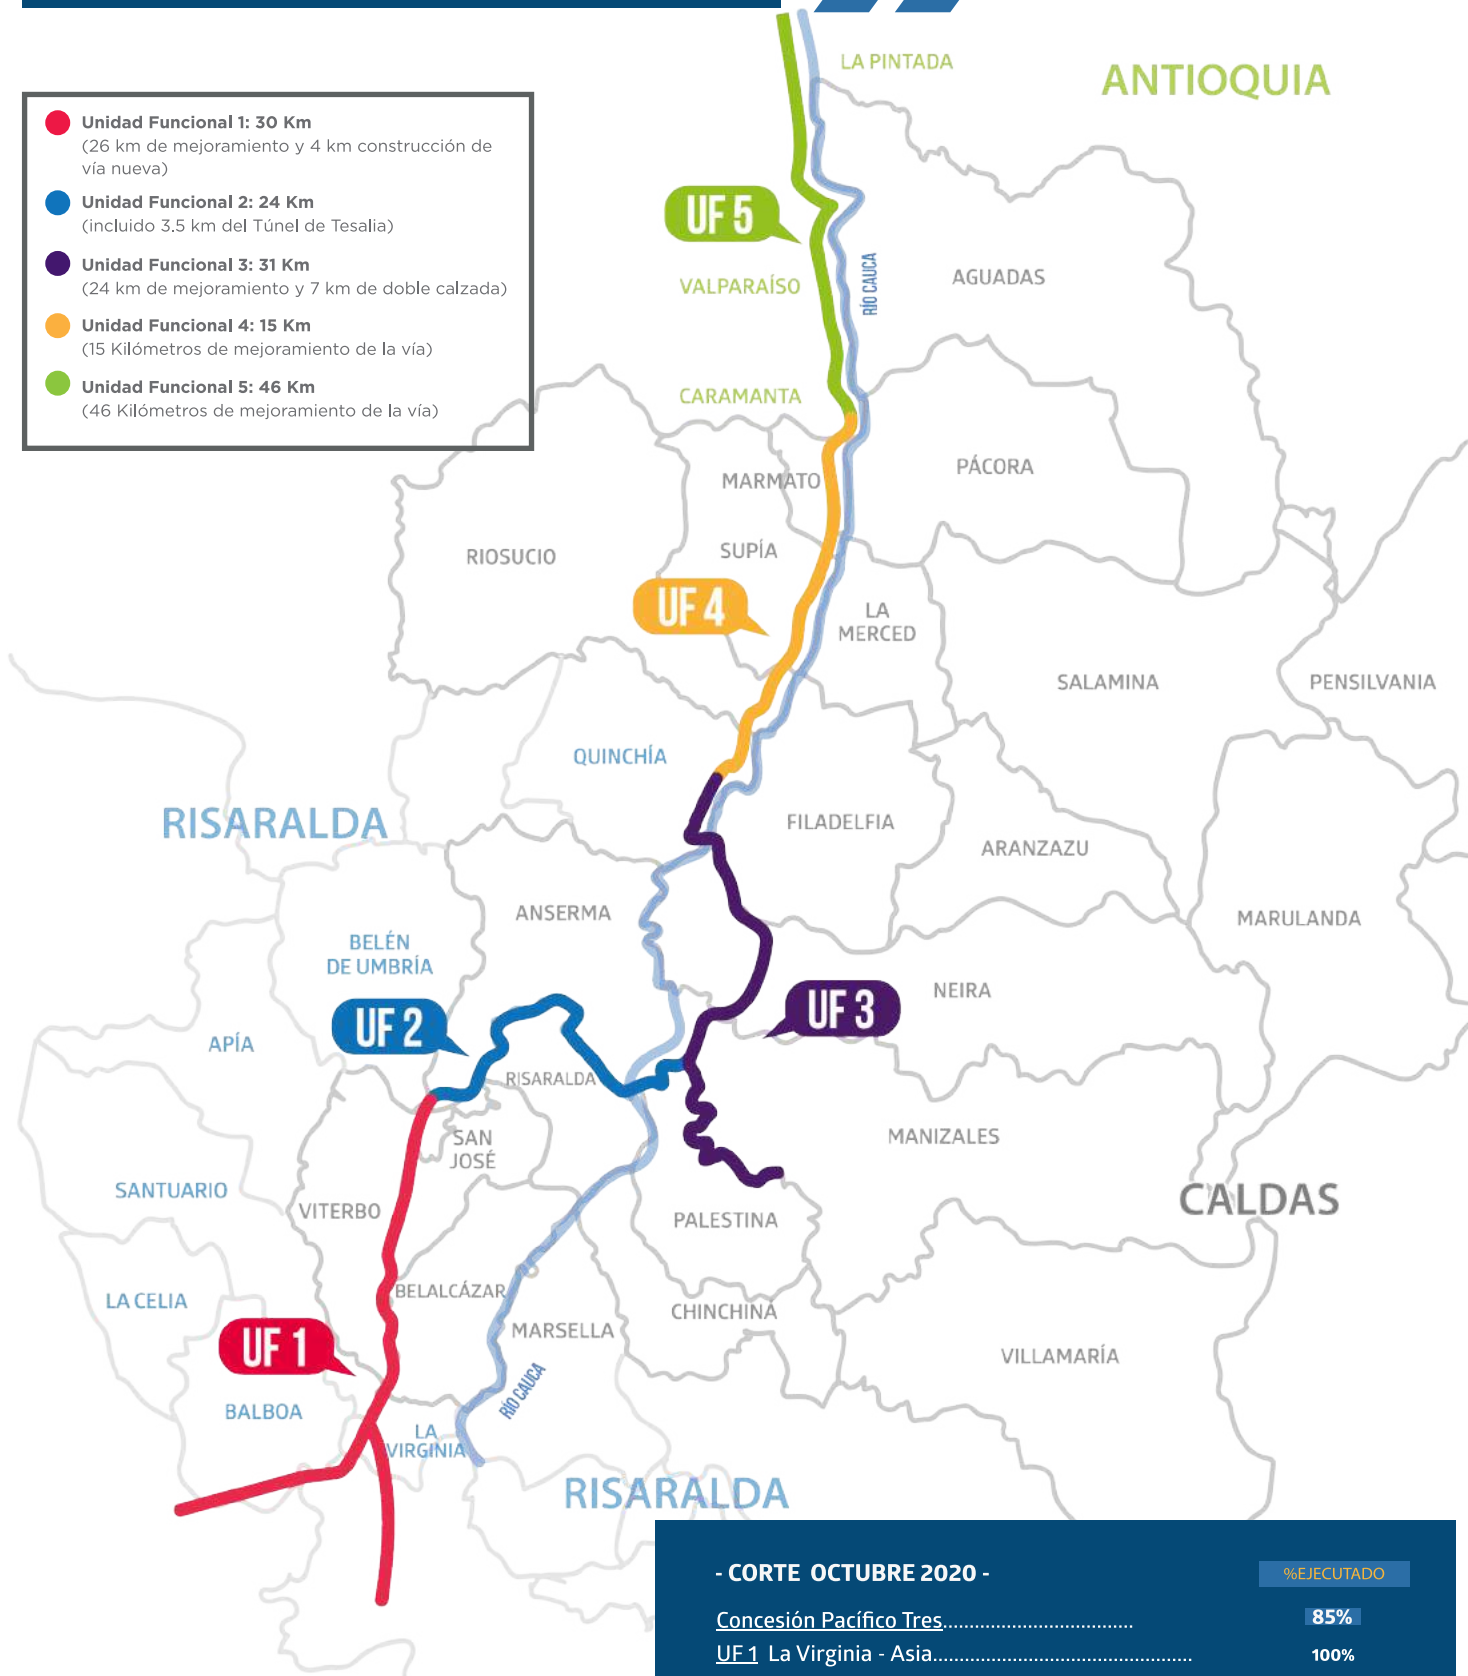 Unidad Funcional 1: 30 Km
(26 km de mejoramiento y 4 km construcción de
vía nueva)
Unidad Funcional 2: 24 Km
(incluido 3.5 km del Túnel de Tesalia)
Unidad Funcional 3: 31 Km
(24 km de mejoramiento y 7 km de doble calzada)
Unidad Funcional 4: 15 Km
(15 Kilómetros de mejoramiento de la vía)
Unidad Funcional 5: 46 Km
(46 Kilómetros de mejoramiento de la vía)
LA PINTADA
ANTIOQUIA
UF 5
RÍO CAUCA
AGUADAS
VALPARAÍSO
CARAMANTA
PÁCORA
MARMATO
SUPÍA
RIOSUCIO
UF 4
LA
MERCED
SALAMINA
PENSILVANIA
QUINCHÍA
RISARALDA
FILADELFIA
ARANZAZU
ANSERMA
MARULANDA
BELÉN
DE UMBRÍA
NEIRA
UF 3
UF 2
APÍA
RISARALDA
MANIZALES
SAN
JOSÉ
SANTUARIO
VITERBO
CALDAS
PALESTINA
BELALCÁZAR
LA CELIA
CHINCHINÁ
MARSELLA
UF 1
VILLAMARÍA
RÍO CAUCA
BALBOA
LA
VIRGINIA
RISARALDA
- CORTE OCTUBRE 2020 - %EJECUTADO
Concesión Pacífico Tres.................................... 85%
UF 1 La Virginia - Asia................................................. 100%